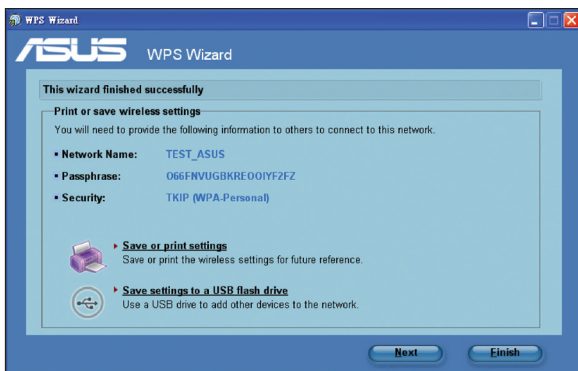 WPS Wizard
ASUS WPS Wizard
This wizard finished successfully
Print or save wireless settings
You will need to provide the following information to others to connect to this network.
Network Name: TEST_ASUS
Passphrase: O66FNVUGBKREOOIYF2FZ
Security: TKIP (WPA-Personal)
Save or print settings
Save or print the wireless settings for future reference.
Save settings to a USB flash drive
Use a USB drive to add other devices to the network.
Next Finish